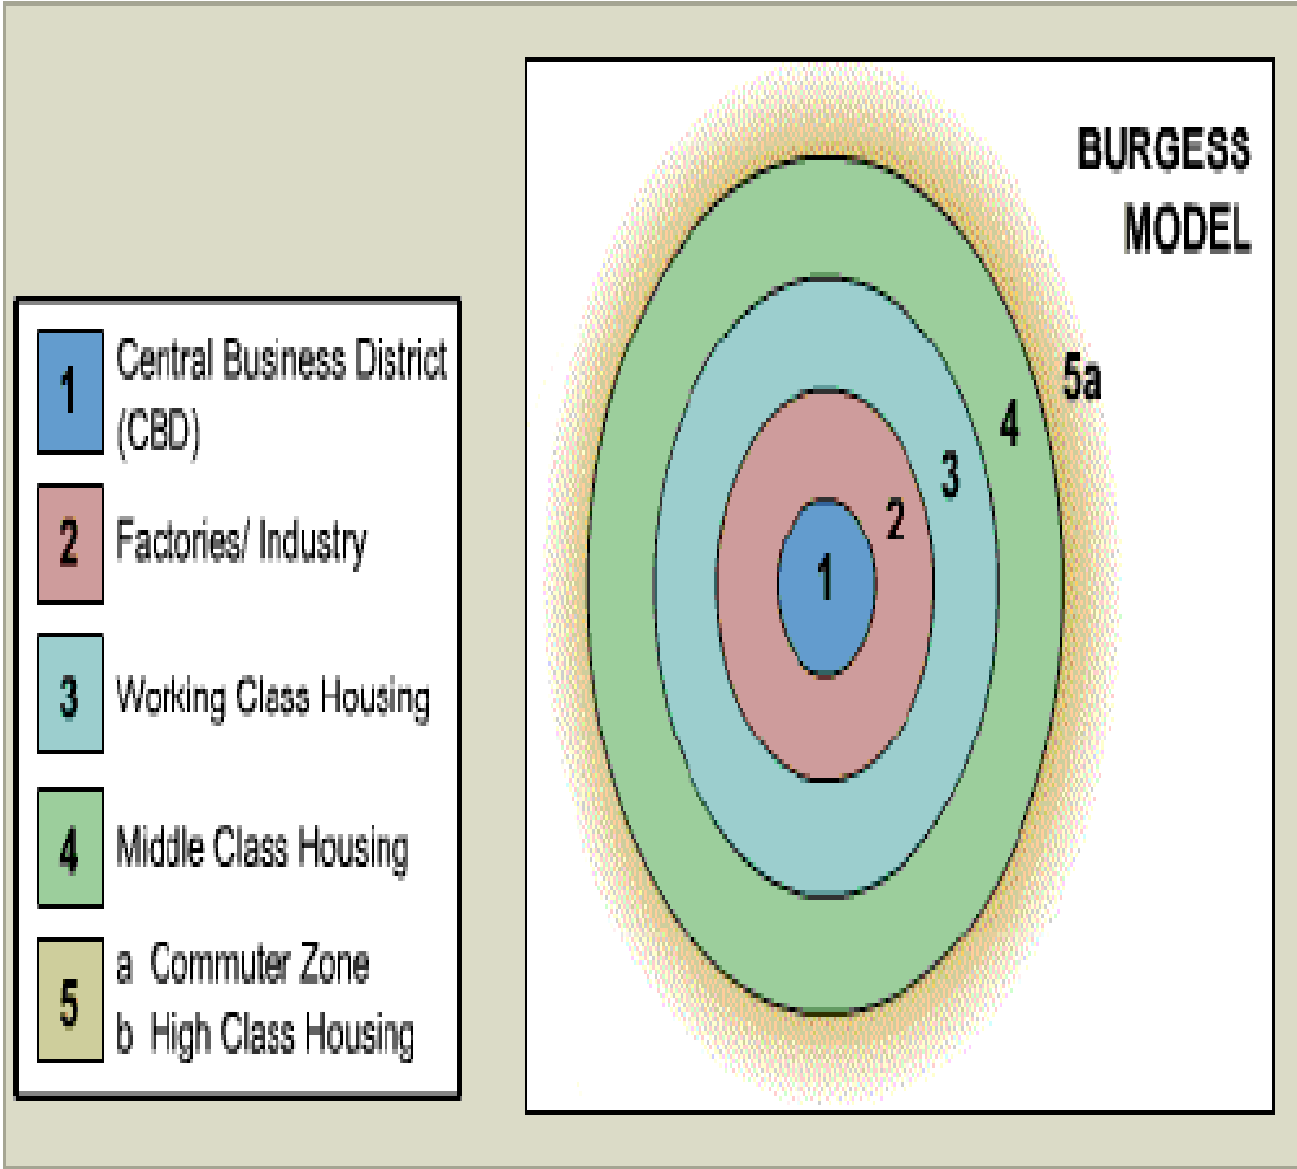 BURGESS
MODEL
1 Central Business District
(CBD)
2 Factories/ Industry
3 Working Class Housing
4 Middle Class Housing
5 a Commuter Zone
b High Class Housing
5a
4
3
2
1